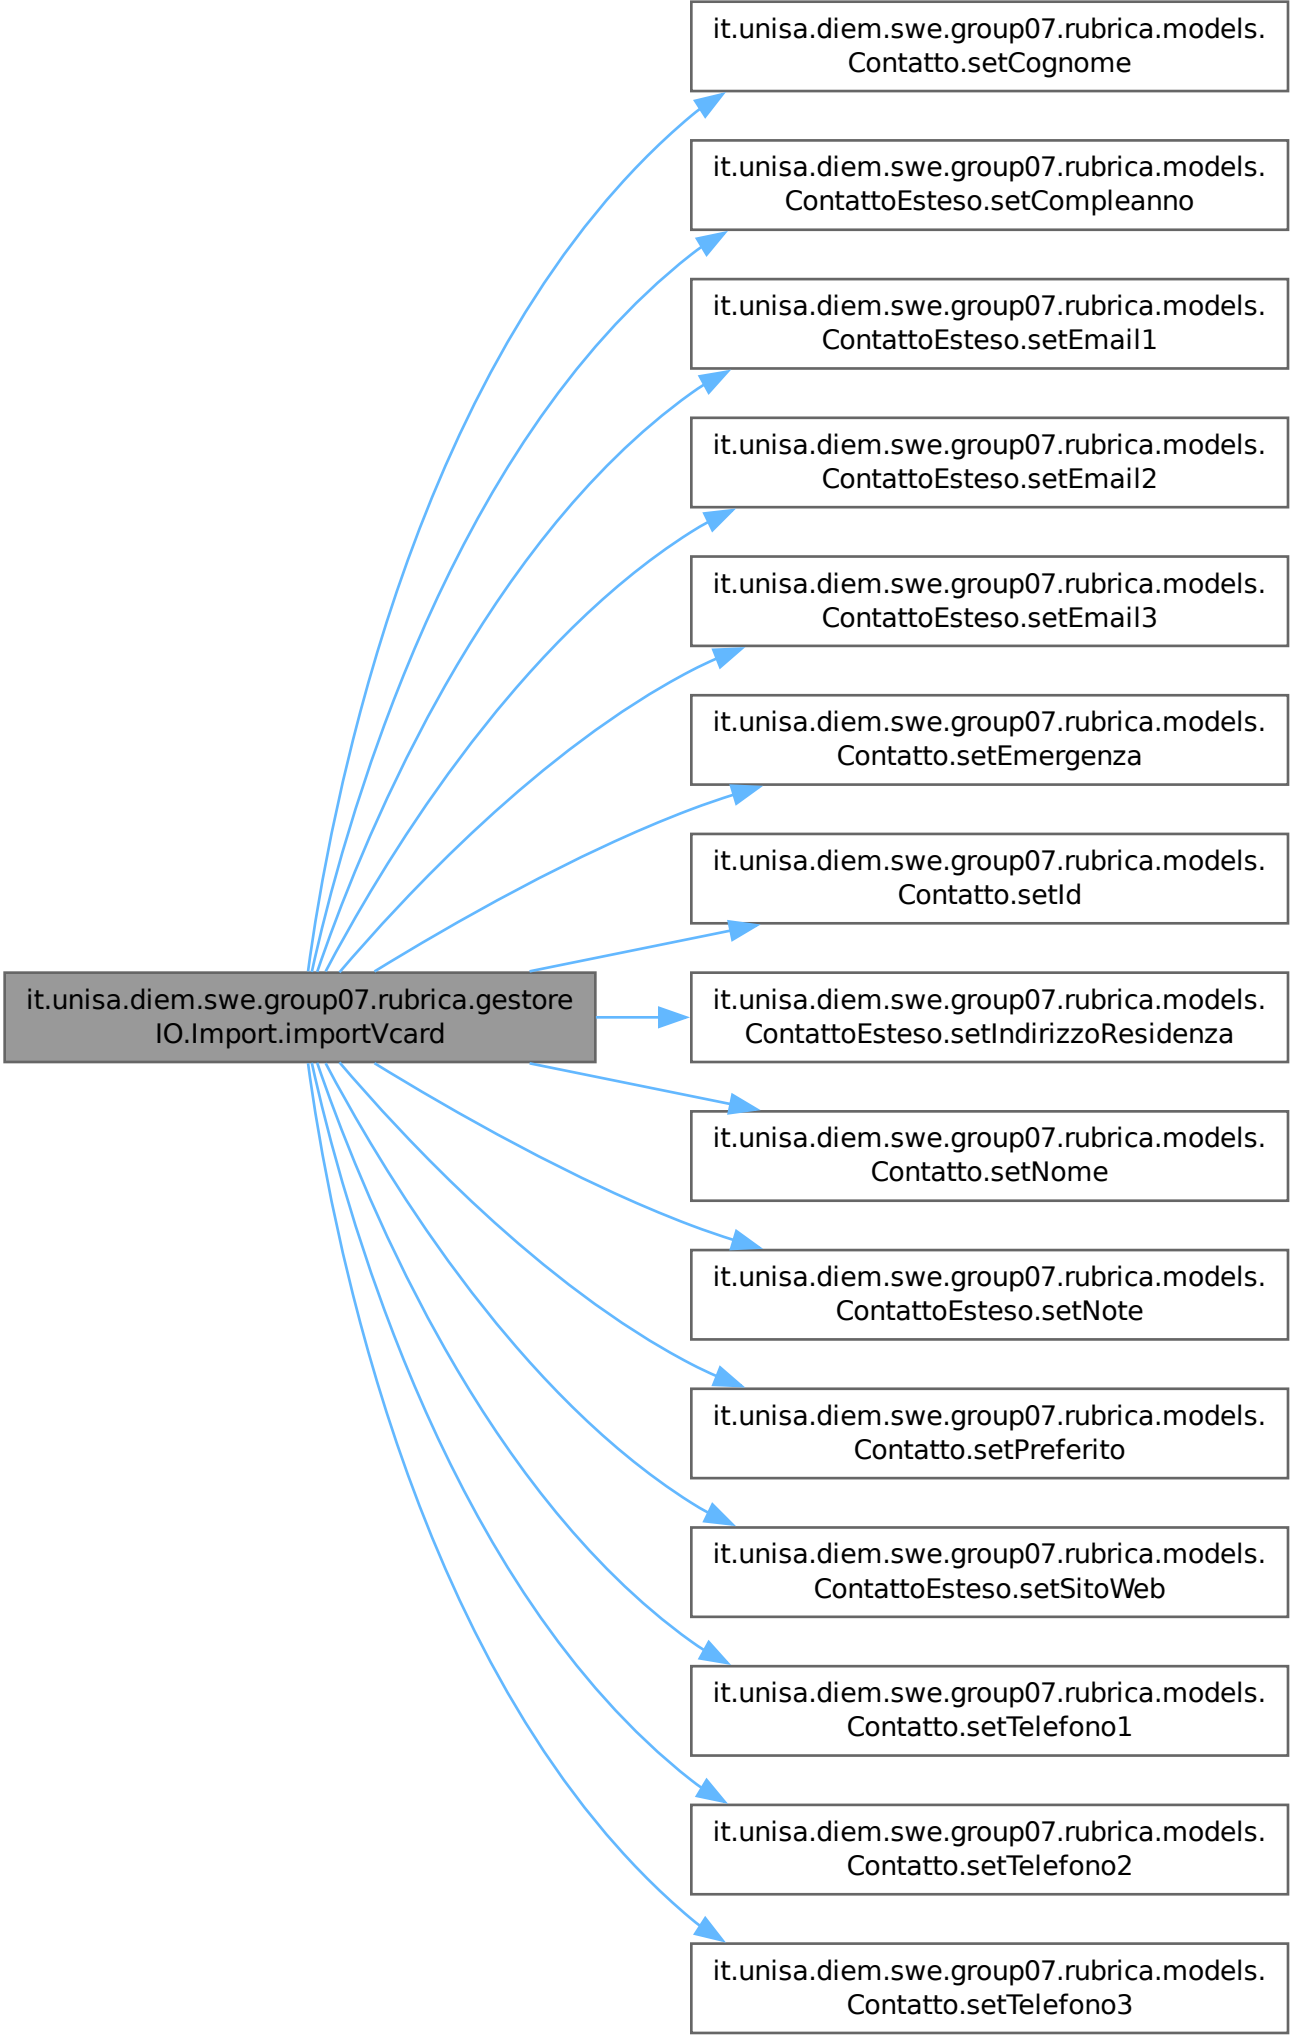 it.unisa.diem.swe.group07.rubrica.models.
Contatto.setCognome
it.unisa.diem.swe.group07.rubrica.models.
ContattoEsteso.setCompleanno
it.unisa.diem.swe.group07.rubrica.models.
ContattoEsteso.setEmail1
it.unisa.diem.swe.group07.rubrica.models.
ContattoEsteso.setEmail2
it.unisa.diem.swe.group07.rubrica.models.
ContattoEsteso.setEmail3
it.unisa.diem.swe.group07.rubrica.models.
Contatto.setEmergenza
it.unisa.diem.swe.group07.rubrica.models.
Contatto.setId
it.unisa.diem.swe.group07.rubrica.gestore
IO.Import.importVcard
it.unisa.diem.swe.group07.rubrica.models.
ContattoEsteso.setIndirizzoResidenza
it.unisa.diem.swe.group07.rubrica.models.
Contatto.setNome
it.unisa.diem.swe.group07.rubrica.models.
ContattoEsteso.setNote
it.unisa.diem.swe.group07.rubrica.models.
Contatto.setPreferito
it.unisa.diem.swe.group07.rubrica.models.
ContattoEsteso.setSitoWeb
it.unisa.diem.swe.group07.rubrica.models.
Contatto.setTelefono1
it.unisa.diem.swe.group07.rubrica.models.
Contatto.setTelefono2
it.unisa.diem.swe.group07.rubrica.models.
Contatto.setTelefono3